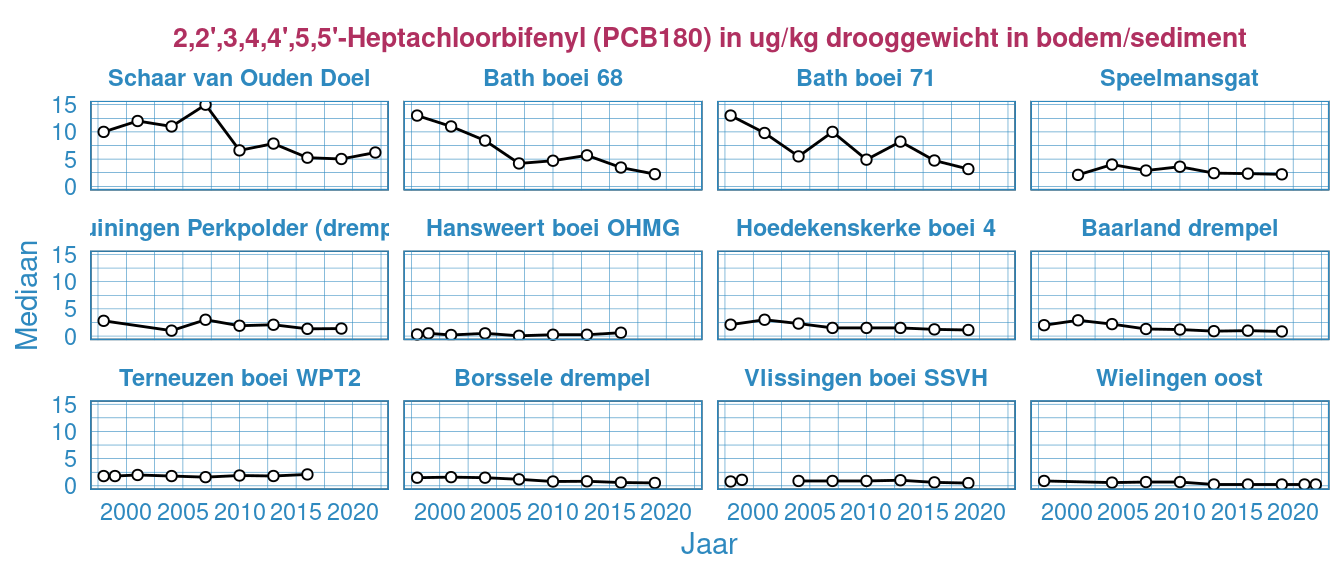 2,2',3,4,4',5,5'-Heptachloorbifenyl (PCB180) in ug/kg drooggewicht in bodem/sediment
Schaar van Ouden Doel Bath boei 68 Bath boei 71 Speelmansgat
15
10
5
0
uiningen Perkpolder (dremp Hansweert boei OHMG Hoedekenskerke boei 4 Baarland drempel
15
10
5
0
Mediaan
Terneuzen boei WPT2 Borssele drempel Vlissingen boei SSVH Wielingen oost
15
10
5
0
2000 2005 2010 2015 2020 2000 2005 2010 2015 2020 2000 2005 2010 2015 2020 2000 2005 2010 2015 2020
Jaar